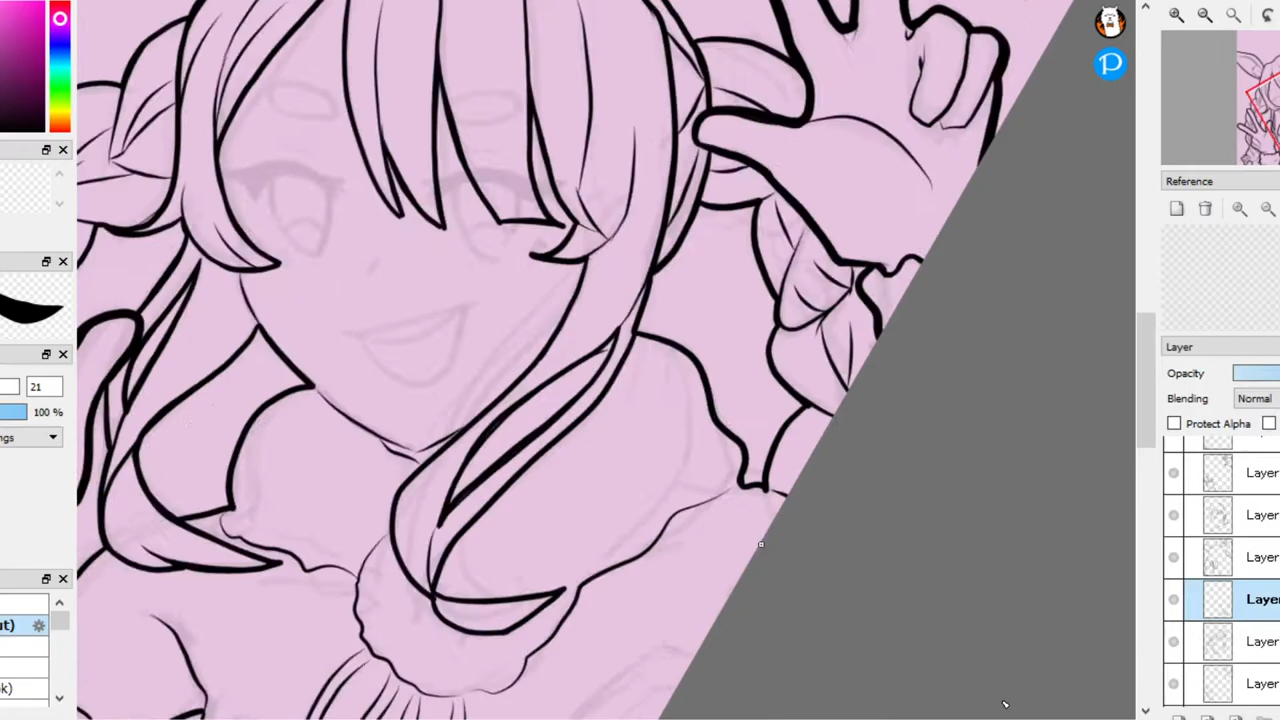 Reference
21
Layer
100 %
Opacity
ngs
Blending
Normal
Protect Alpha
Layer
Layer
Layer
Layer
ut)
Layer
k)
Layer